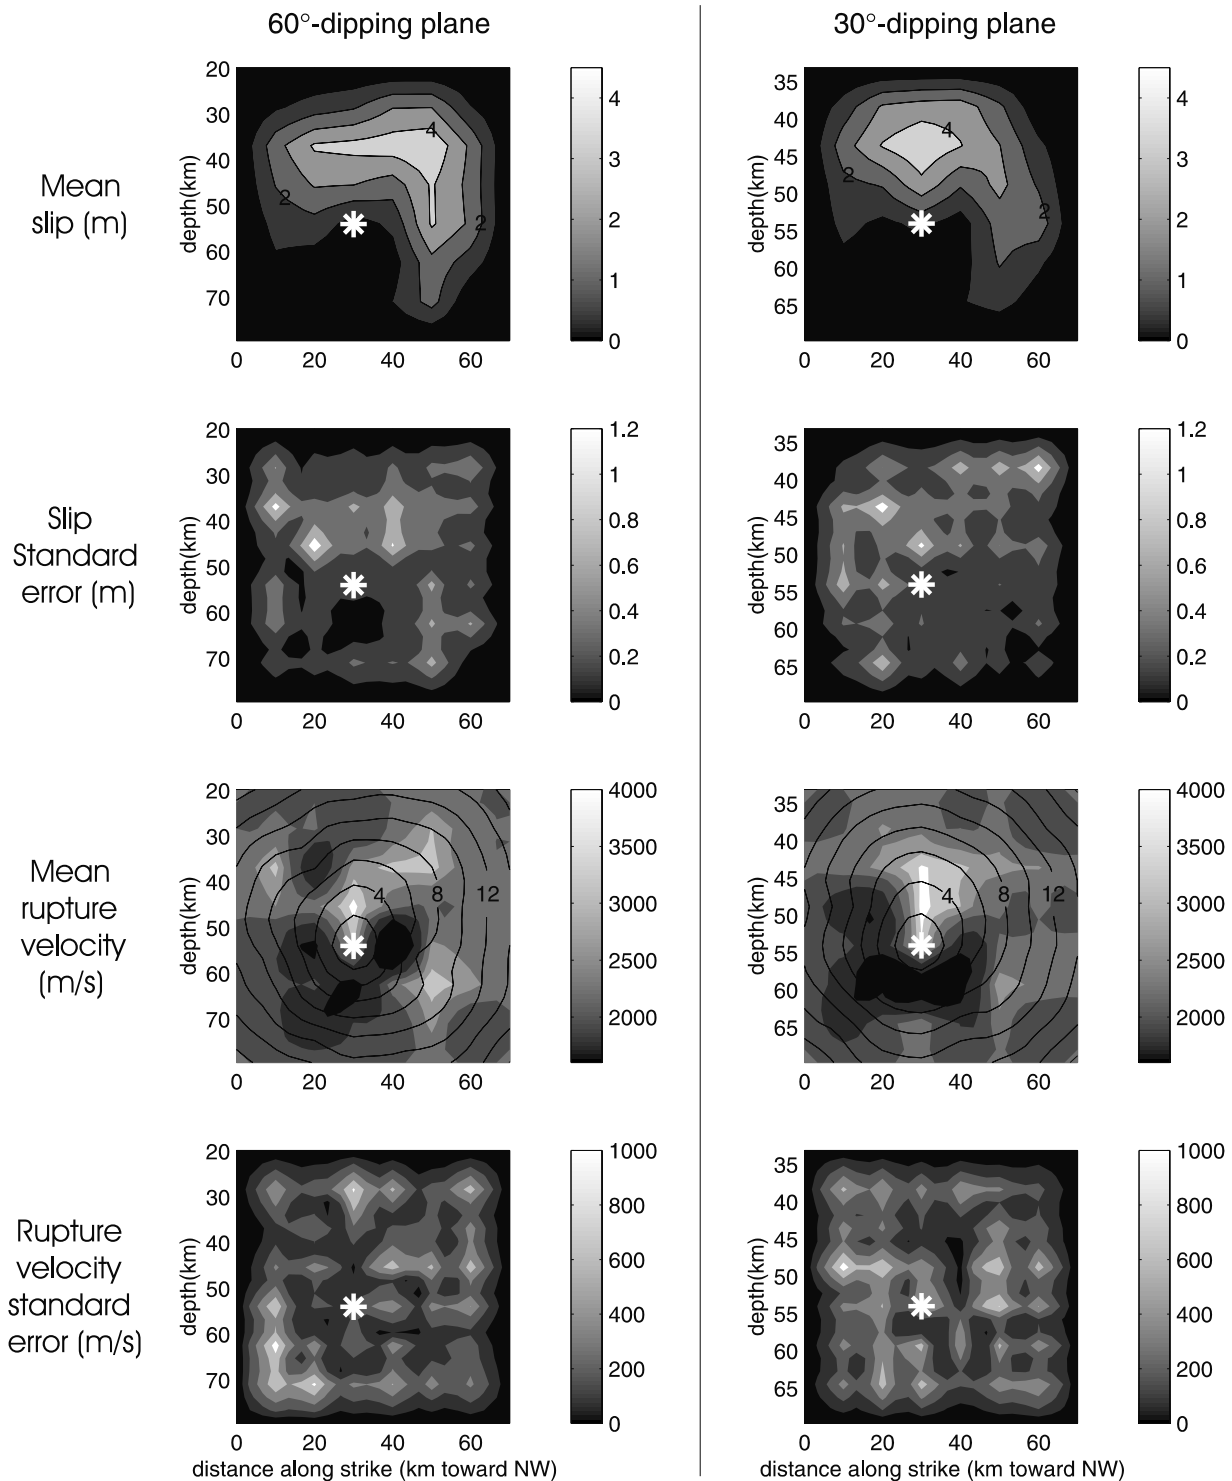 60°-dipping plane
30°-dipping plane
Mean
slip (m)
depth(km)
20
30
40
50
60
70
0 20 40 60
4
2
2
4
3
2
1
0
depth(km)
35
40
45
50
55
60
65
0 20 40 60
4
2
2
4
3
2
1
0
Slip
Standard
error (m)
depth(km)
20
30
40
50
60
70
0 20 40 60
1.2
1
0.8
0.6
0.4
0.2
0
depth(km)
35
40
45
50
55
60
65
0 20 40 60
1.2
1
0.8
0.6
0.4
0.2
0
Mean
rupture
velocity
(m/s)
depth(km)
20
30
40
50
60
70
0 20 40 60
4 8 12
4000
3500
3000
2500
2000
depth(km)
35
40
45
50
55
60
65
0 20 40 60
4 8 12
4000
3500
3000
2500
2000
Rupture
velocity
standard
error (m/s)
depth(km)
20
30
40
50
60
70
0 20 40 60
distance along strike (km toward NW)
1000
800
600
400
200
0
depth(km)
35
40
45
50
55
60
65
0 20 40 60
distance along strike (km toward NW)
1000
800
600
400
200
0